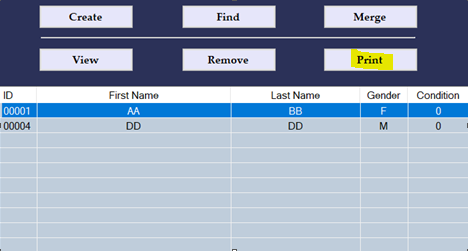 Create Find Merge
View Remove Print
ID First Name Last Name Gender Condition
00001 AA BB F 0
00004 DD DD M 0